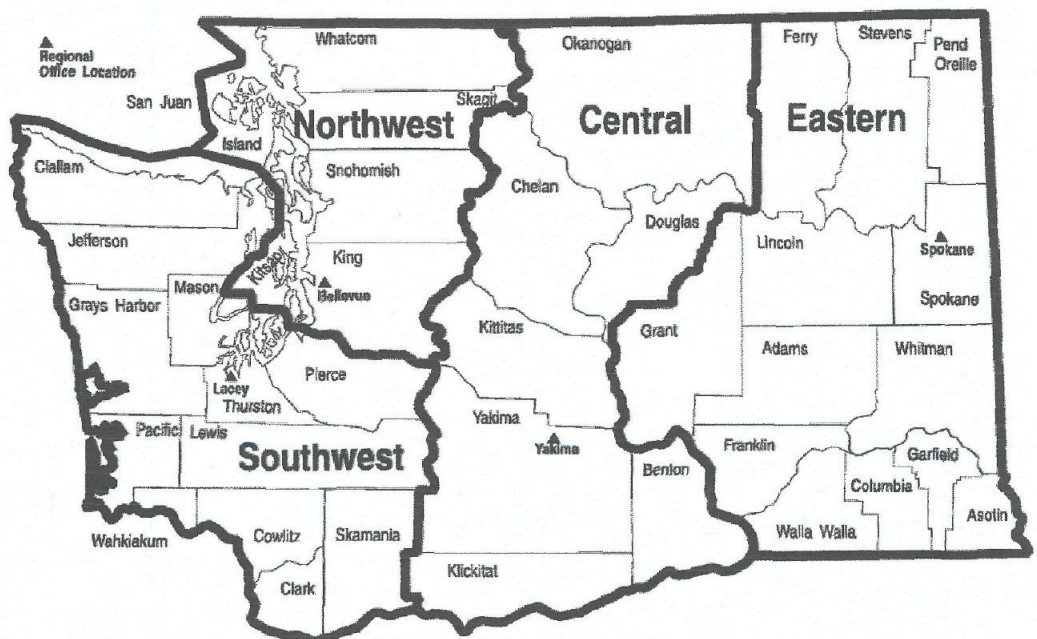 Regional
Office Location
San Juan
Whatcom
Skagit
Northwest
Island
Snohomish
King
Kitsap
Bellevue
Clallam
Jefferson
Mason
Grays Harbor
Lacey
Thurston
Pierce
Pacific
Lewis
Southwest
Wahkiakum
Cowlitz
Skamania
Clark
Okanogan
Central
Chelan
Douglas
Kittitas
Yakima
Yakima
Benton
Klickitat
Ferry
Stevens
Pend
Oreille
Eastern
Lincoln
Spokane
Spokane
Grant
Adams
Whitman
Franklin
Garfield
Columbia
Walla Walla
Asotin